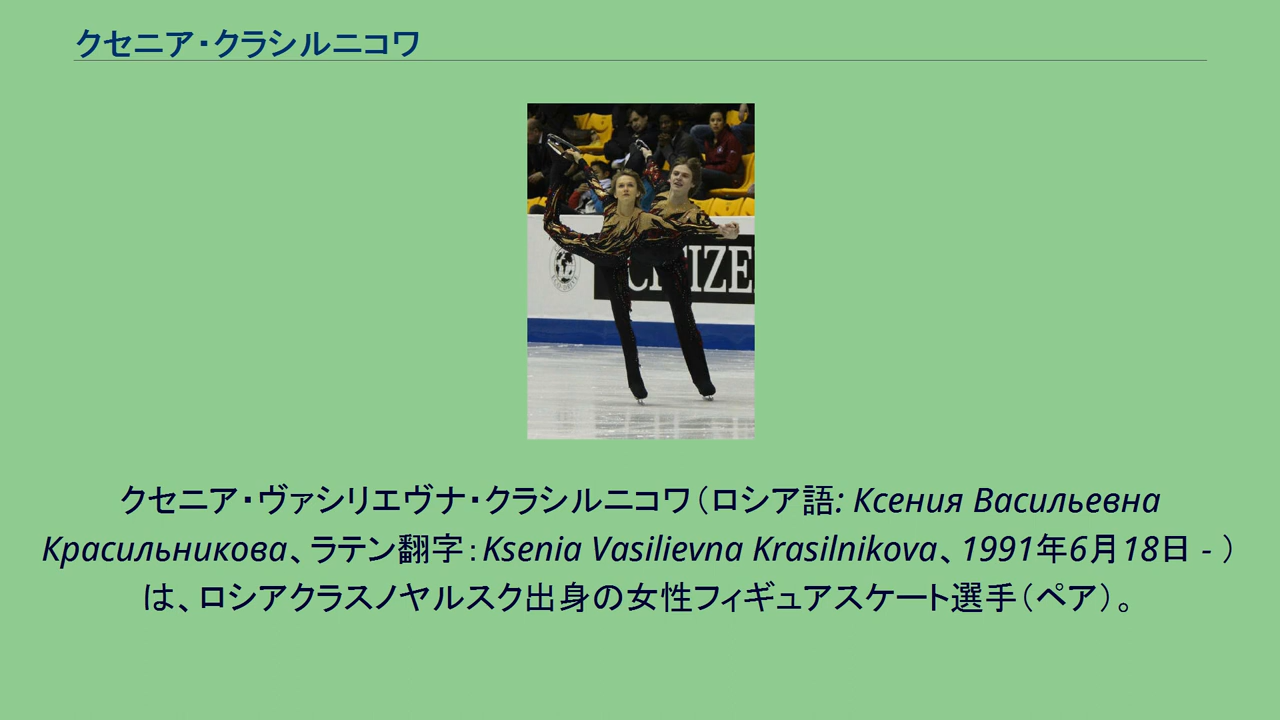 クセニア・クラシルニコワ
CITIZE
クセニア・ヴァシリエヴナ・クラシルニコワ（ロシア語: Ксения Васильевна
Красильникова、ラテン翻字：Ksenia Vasilievna Krasilnikova、1991年6月18日 - ）
は、ロシアクラスノヤルスク出身の女性フィギュアスケート選手（ペア）。